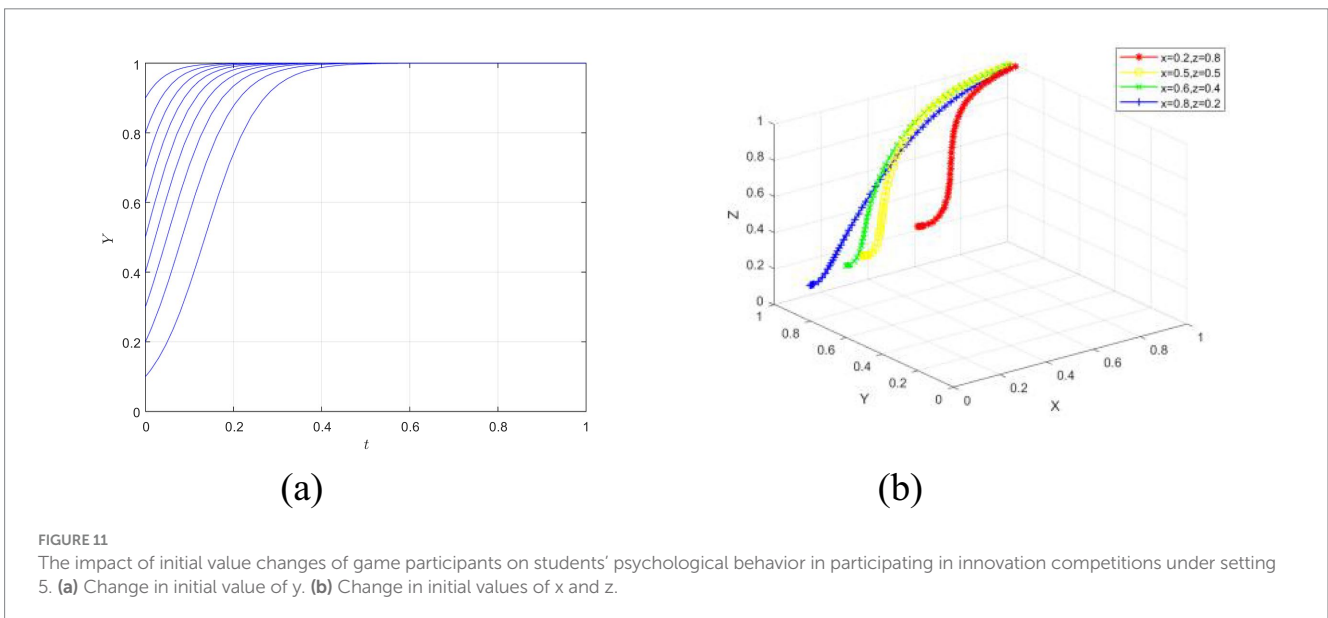 1
0.8
0.6
Y
0.4
0.2
0
0
0.2
0.4
0.6
0.8
1
t
(a)
x=0.2,z=0.8
x=0.5,z=0.5
x=0.6,z=0.4
x=0.8,z=0.2
1
0.8
0.6
Z
0.4
0.2
0
1
0.8
0.6
0.4
0.2
0
Y
0
0.2
0.4
0.6
0.8
1
X
(b)
FIGURE 11
The impact of initial value changes of game participants on students’ psychological behavior in participating in innovation competitions under setting
5. (a) Change in initial value of y. (b) Change in initial values of x and z.